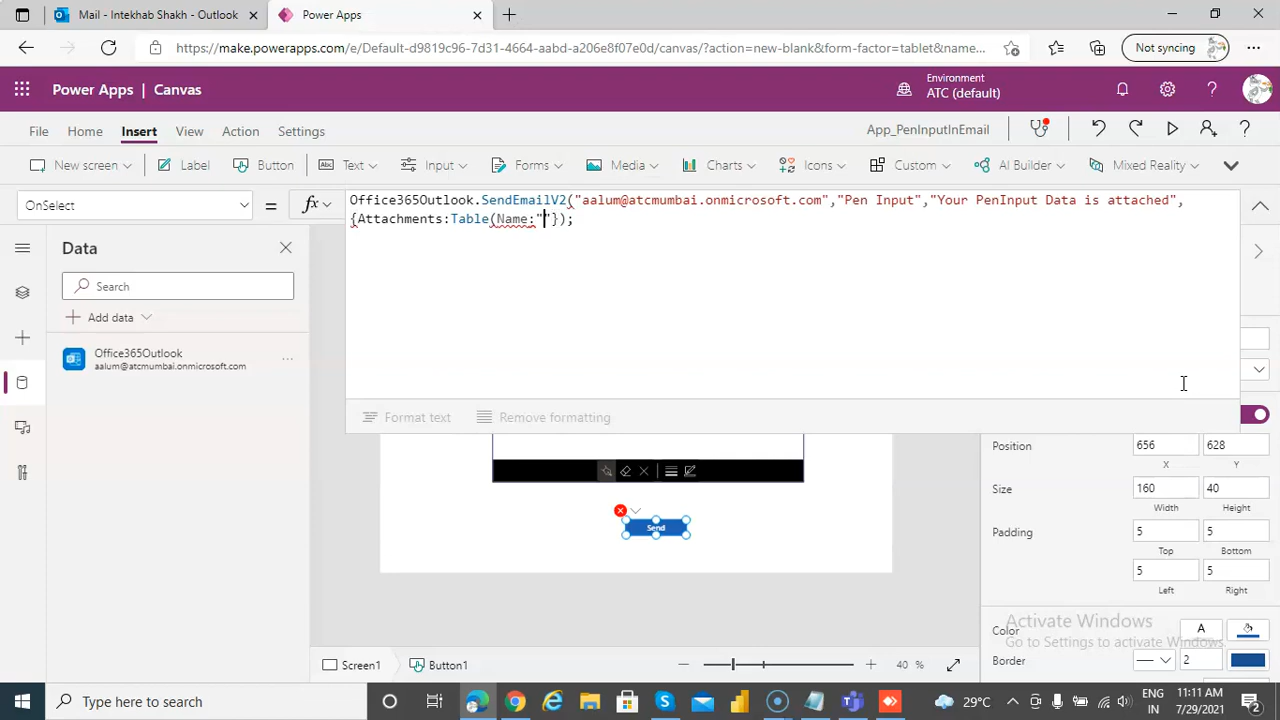 Mail - Intekhab Shakh - Outlook
Power Apps
https://make.powerapps.com/e/Default-d9819c96-7d31-4664-aabd-a206e8f07e0d/canvas/?action=new-blank&form-factor=tablet&name...
Not syncing
Power Apps | Canvas
Environment
ATC (default)
File Home Insert View Action Settings
App_PenInputInEmail
New screen Label Button Text Input Forms Media Charts Icons Custom AI Builder Mixed Reality
OnSelect = fx
Office365Outlook.SendEmailV2("aalum@atcmumbai.onmicrosoft.com","Pen Input","Your PenInput Data is attached",
{Attachments:Table(Name:""});
Data
Search
Add data
Office365Outlook
aalum@atcmumbai.onmicrosoft.com
Format text Remove formatting
Position 656 628
X Y
Size 160 40
Width Height
Padding 5 5
Top Bottom
5 5
Left Right
Send
Color A
Border 2
Activate Windows
Go to Settings to activate Windows.
Screen1 Button1 40 %
Type here to search
29°C
ENG
IN
11:11 AM
7/29/2021
2